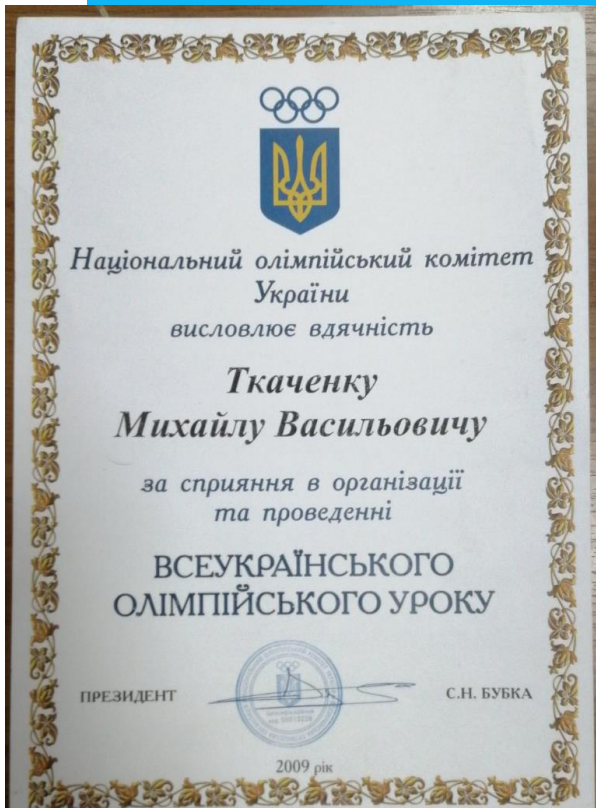 Національний олімпійський комітет
України
висловлює вдячність
Ткаченку
Михайлу Васильовичу
за сприяння в організації
та проведенні
ВСЕУКРАЇНСЬКОГО
ОЛІМПІЙСЬКОГО УРОКУ
ПРЕЗИДЕНТ С.Н. БУБКА
2009 рік